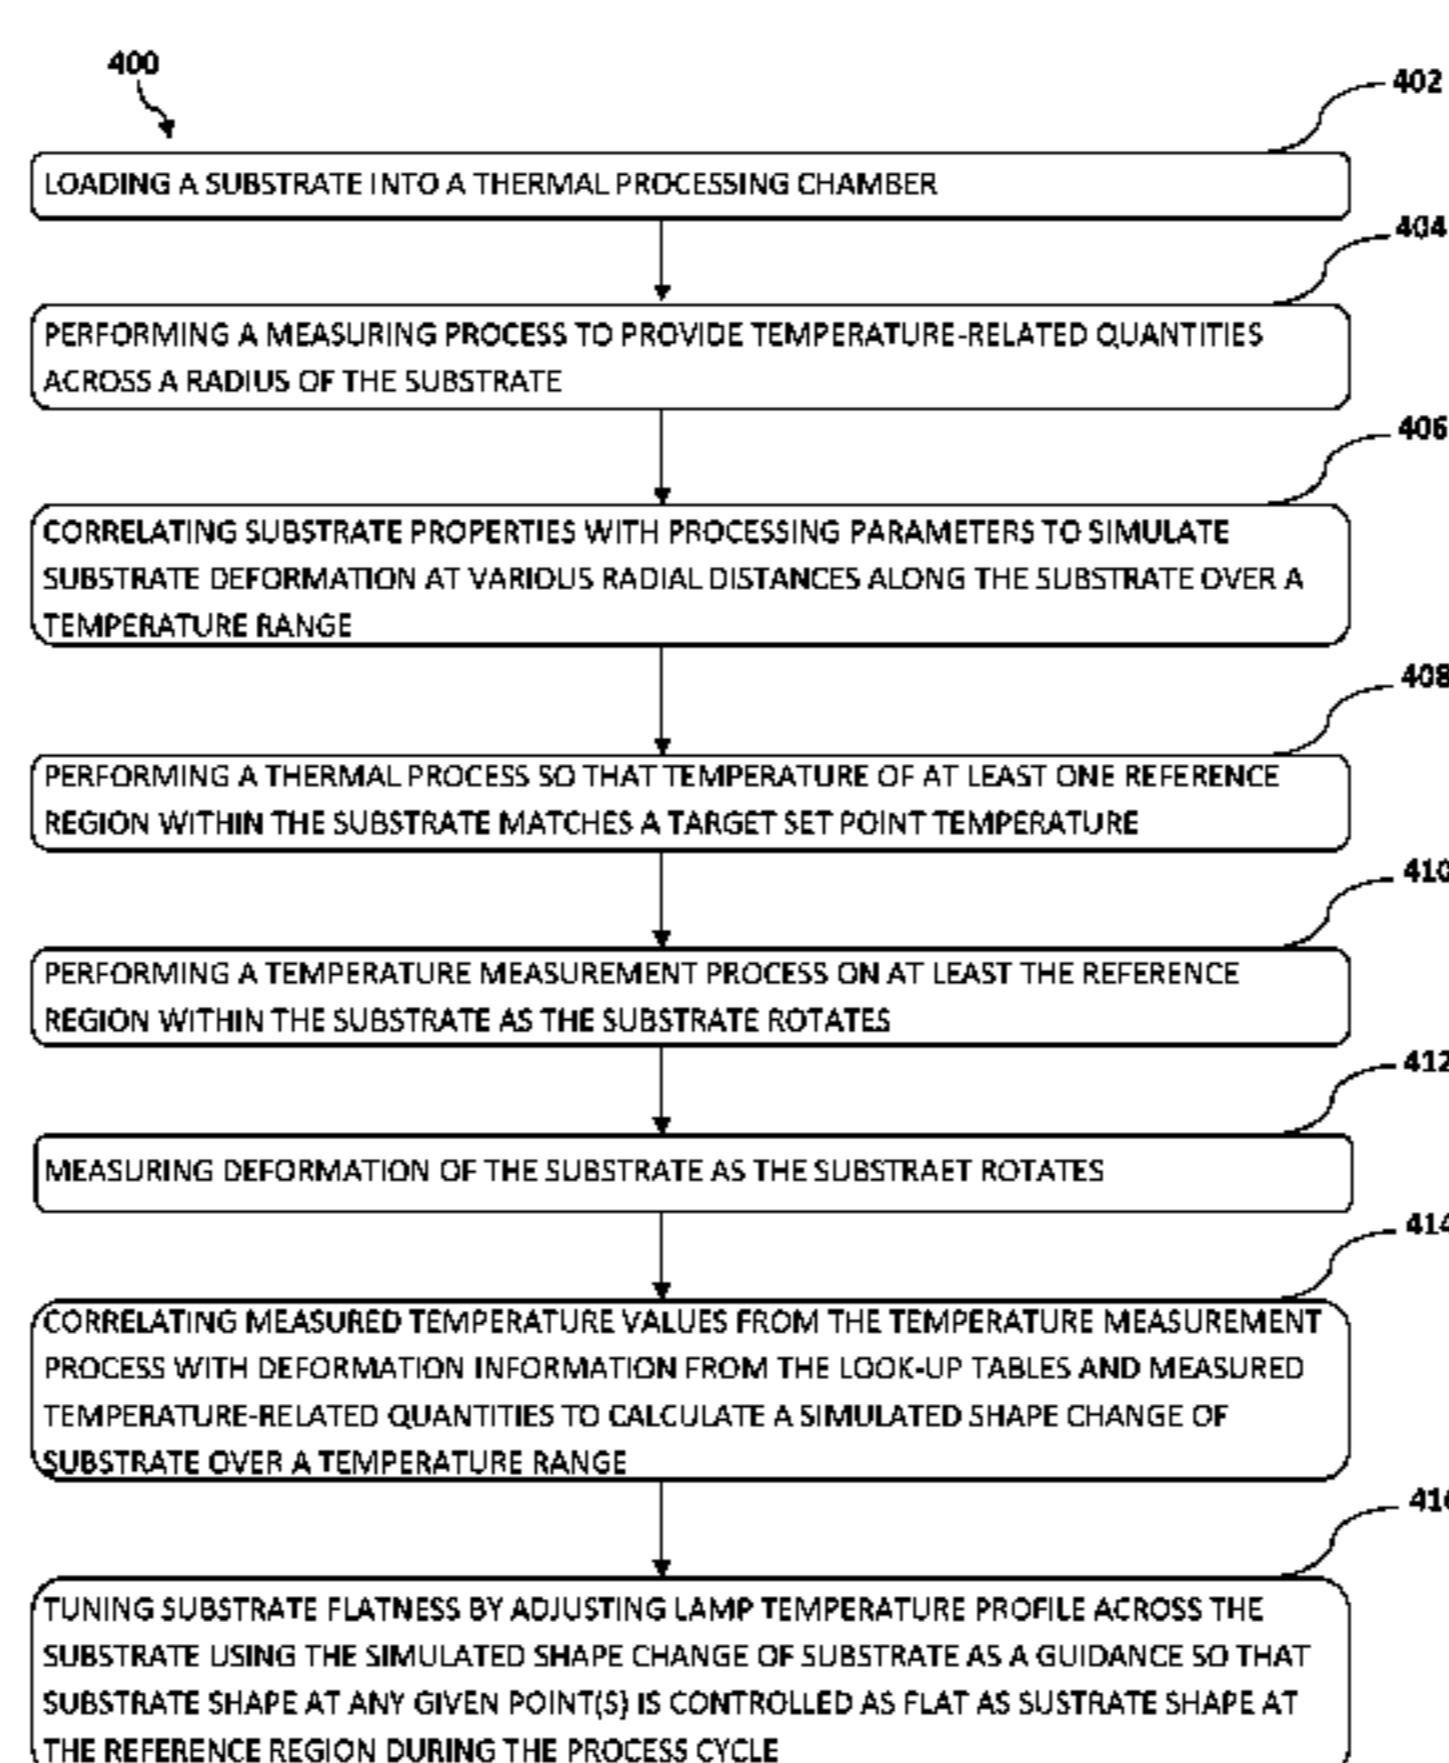 400
402
LOADING A SUBSTRATE INTO A THERMAL PROCESSING CHAMBER
404
PERFORMING A MEASURING PROCESS TO PROVIDE TEMPERATURE-RELATED QUANTITIES
ACROSS A RADIUS OF THE SUBSTRATE
406
CORRELATING SUBSTRATE PROPERTIES WITH PROCESSING PARAMETERS TO SIMULATE
SUBSTRATE DEFORMATION AT VARIOUS RADIAL DISTANCES ALONG THE SUBSTRATE OVER A
TEMPERATURE RANGE
408
PERFORMING A THERMAL PROCESS SO THAT TEMPERATURE OF AT LEAST ONE REFERENCE
REGION WITHIN THE SUBSTRATE MATCHES A TARGET SET POINT TEMPERATURE
410
PERFORMING A TEMPERATURE MEASUREMENT PROCESS ON AT LEAST THE REFERENCE
REGION WITHIN THE SUBSTRATE AS THE SUBSTRATE ROTATES
412
MEASURING DEFORMATION OF THE SUBSTRATE AS THE SUBSTRAET ROTATES
414
CORRELATING MEASURED TEMPERATURE VALUES FROM THE TEMPERATURE MEASUREMENT
PROCESS WITH DEFORMATION INFORMATION FROM THE LOOK-UP TABLES AND MEASURED
TEMPERATURE-RELATED QUANTITIES TO CALCULATE A SIMULATED SHAPE CHANGE OF
SUBSTRATE OVER A TEMPERATURE RANGE
416
TUNING SUBSTRATE FLATNESS BY ADJUSTING LAMP TEMPERATURE PROFILE ACROSS THE
SUBSTRATE USING THE SIMULATED SHAPE CHANGE OF SUBSTRATE AS A GUIDANCE SO THAT
SUBSTRATE SHAPE AT ANY GIVEN POINT(S) IS CONTROLLED AS FLAT AS SUSTRATE SHAPE AT
THE REFERENCE REGION DURING THE PROCESS CYCLE